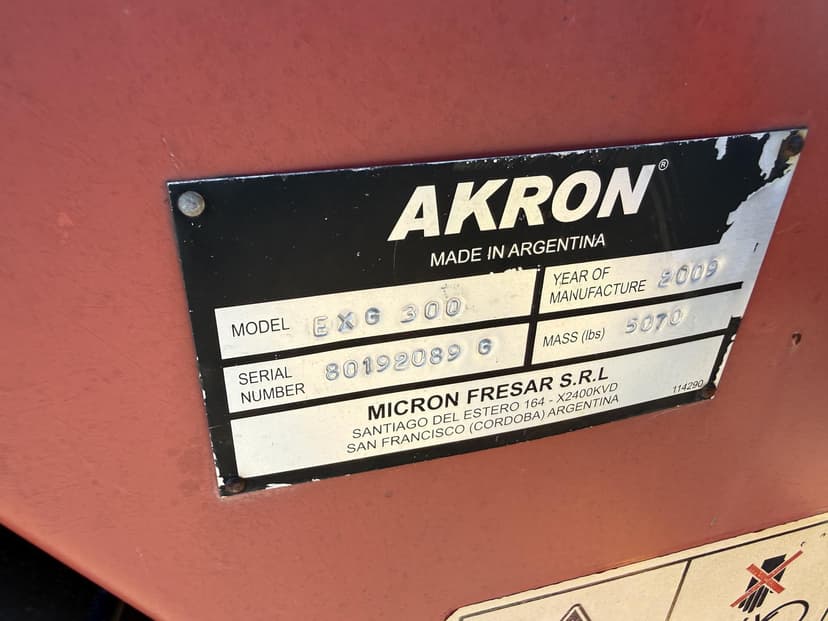 AKRON®
MADE IN ARGENTINA
MODEL EXG 300
YEAR OF MANUFACTURE 2009
SERIAL NUMBER 80192089 G
MASS (lbs) 5070
MICRON FRESAR S.R.L
SANTIAGO DEL ESTERO 164 - X2400KVD
SAN FRANCISCO (CORDOBA) ARGENTINA
114290